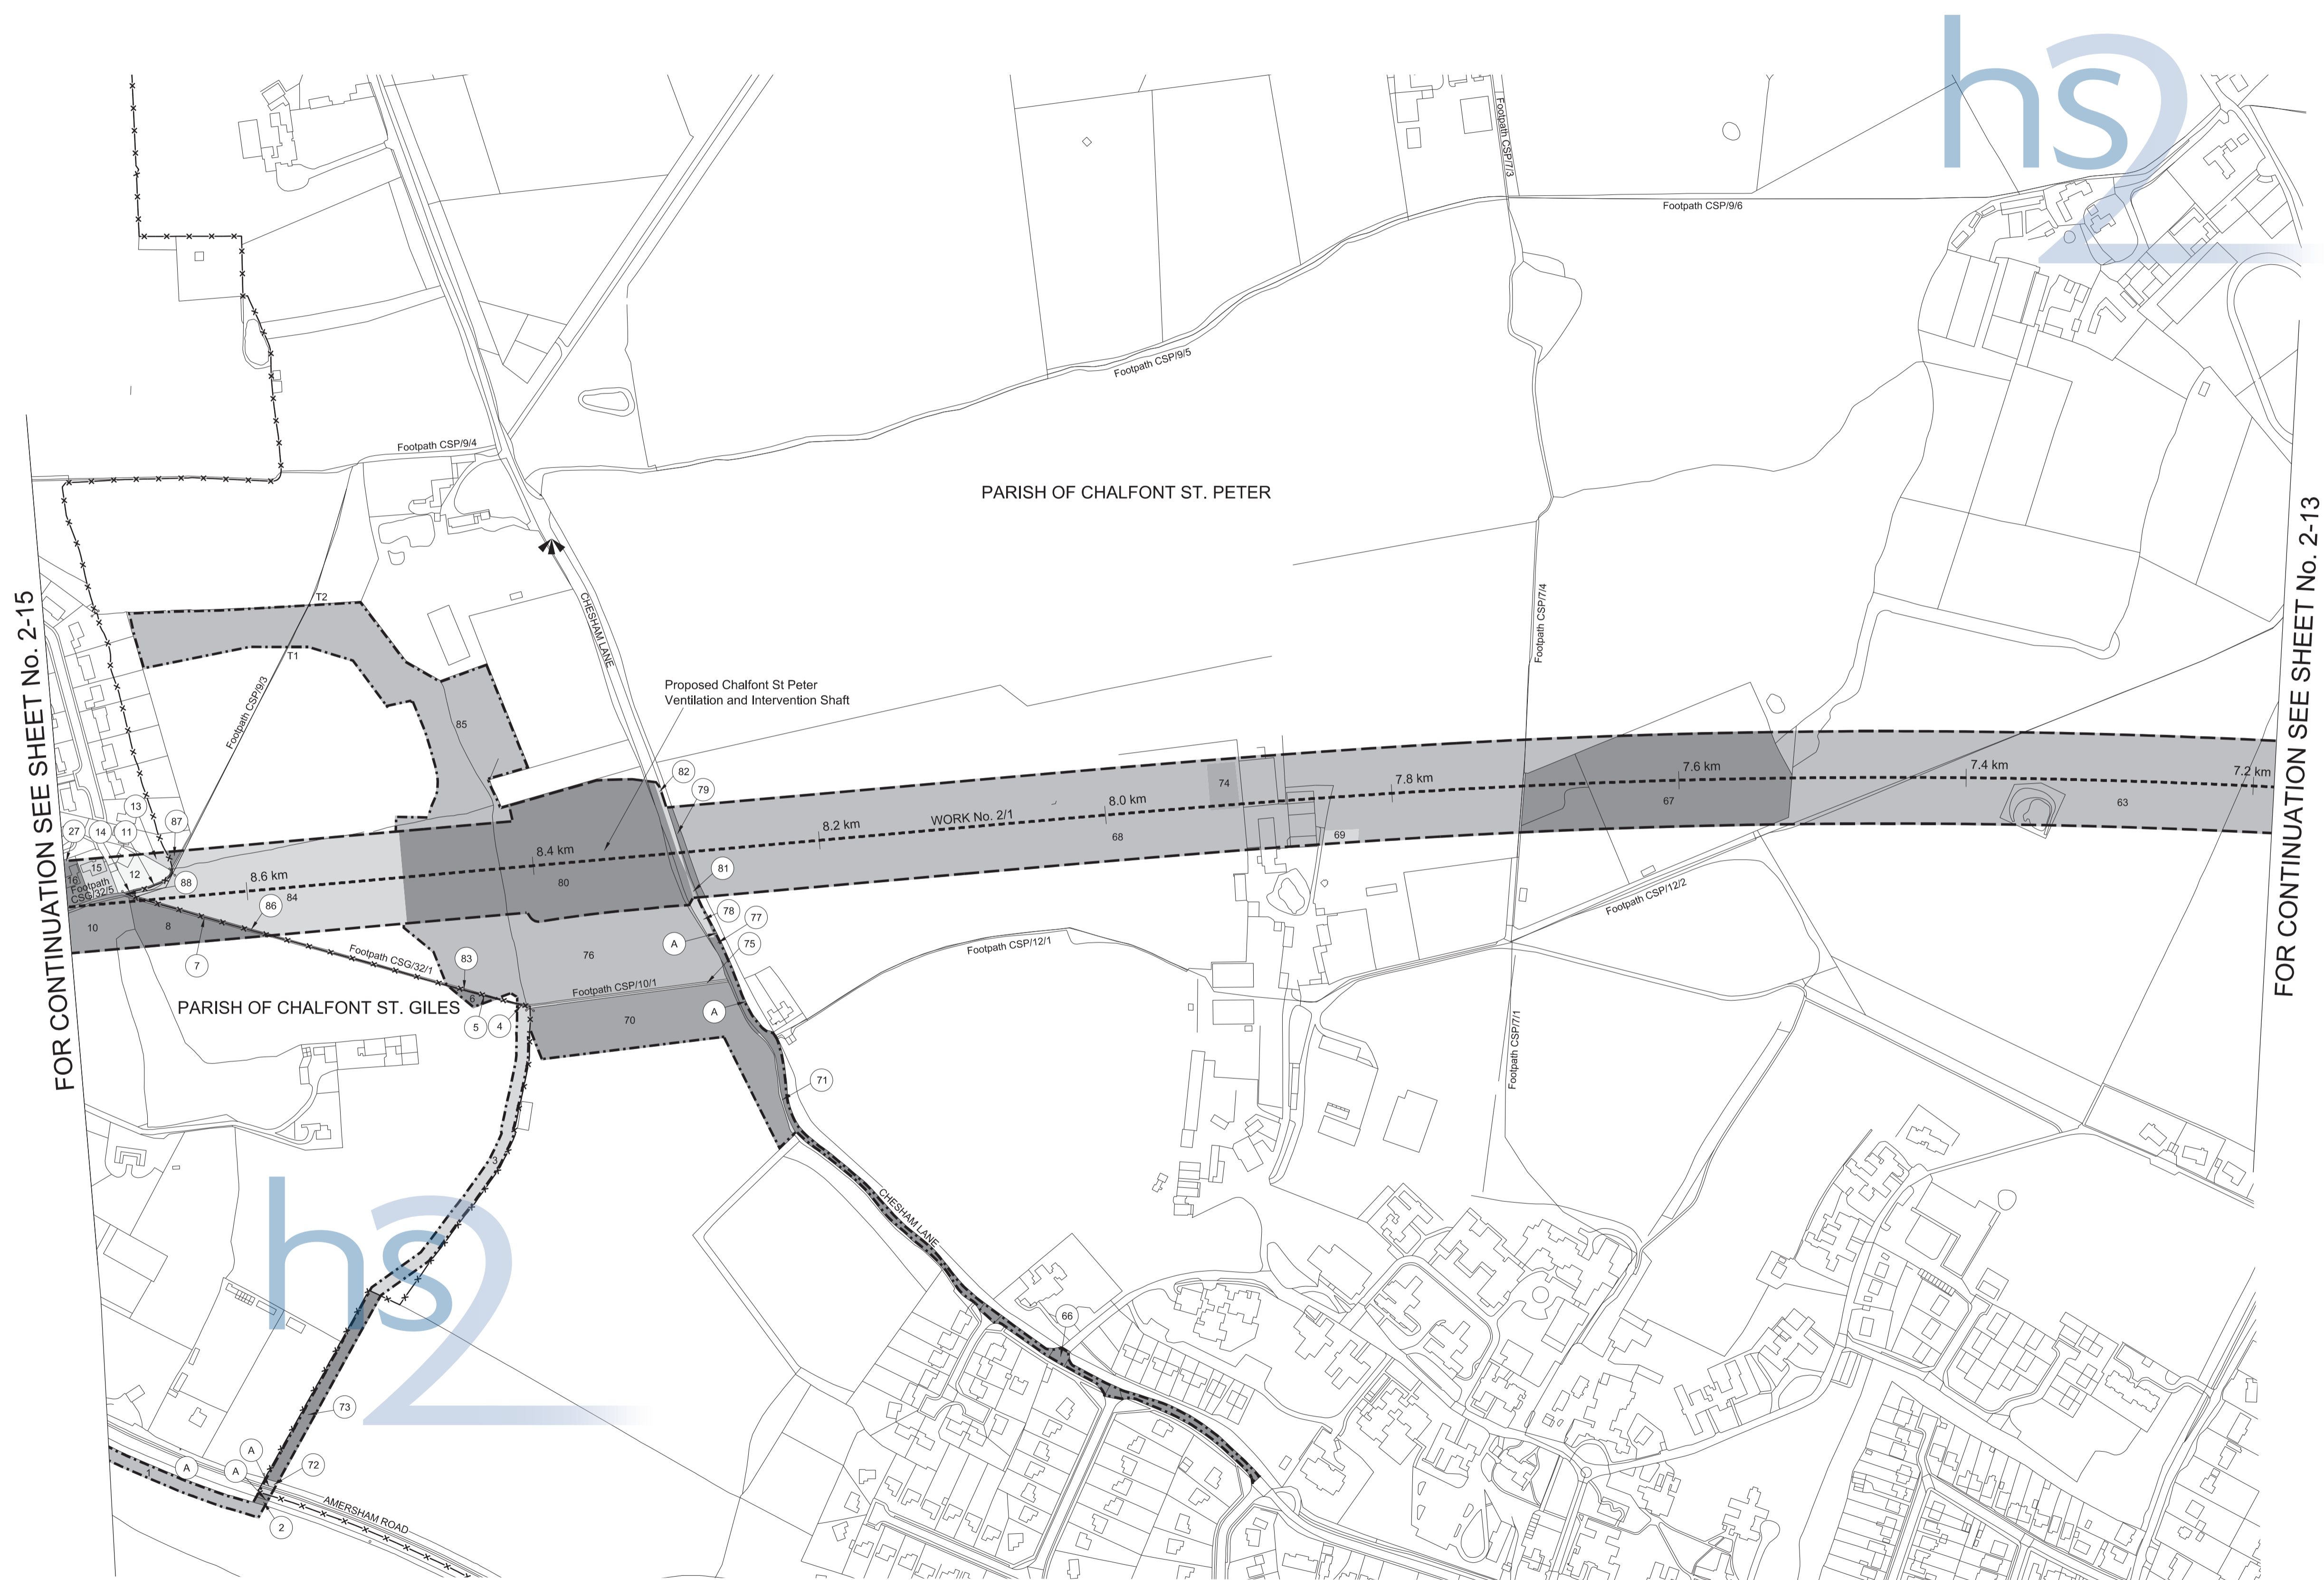 hs2
Footpath CSP/7/3
Footpath CSP/9/6
Footpath CSP/9/5
Footpath CSP/9/4
PARISH OF CHALFONT ST. PETER
FOR CONTINUATION SEE SHEET No. 2-15
FOR CONTINUATION SEE SHEET No. 2-13
T2
T1
CHESHAM LANE
Footpath CSP/7/4
Footpath CSP/9/3
Proposed Chalfont St Peter
Ventilation and Intervention Shaft
85
82
79
74
7.8 km
7.6 km
7.4 km
7.2 km
67
63
8.0 km
WORK No. 2/1
8.2 km
68
69
13
27
14
11
87
8.4 km
80
81
15
16
12
88
8.6 km
84
Footpath
CSG/32/5
86
10
8
7
78
77
A
75
Footpath CSP/12/2
Footpath CSP/12/1
Footpath CSG/32/1
83
76
Footpath CSP/10/1
6
5
4
PARISH OF CHALFONT ST. GILES
A
70
Footpath CSP/7/1
71
3
CHESHAM LANE
hs2
66
73
A
72
A
A
1
AMERSHAM ROAD
2